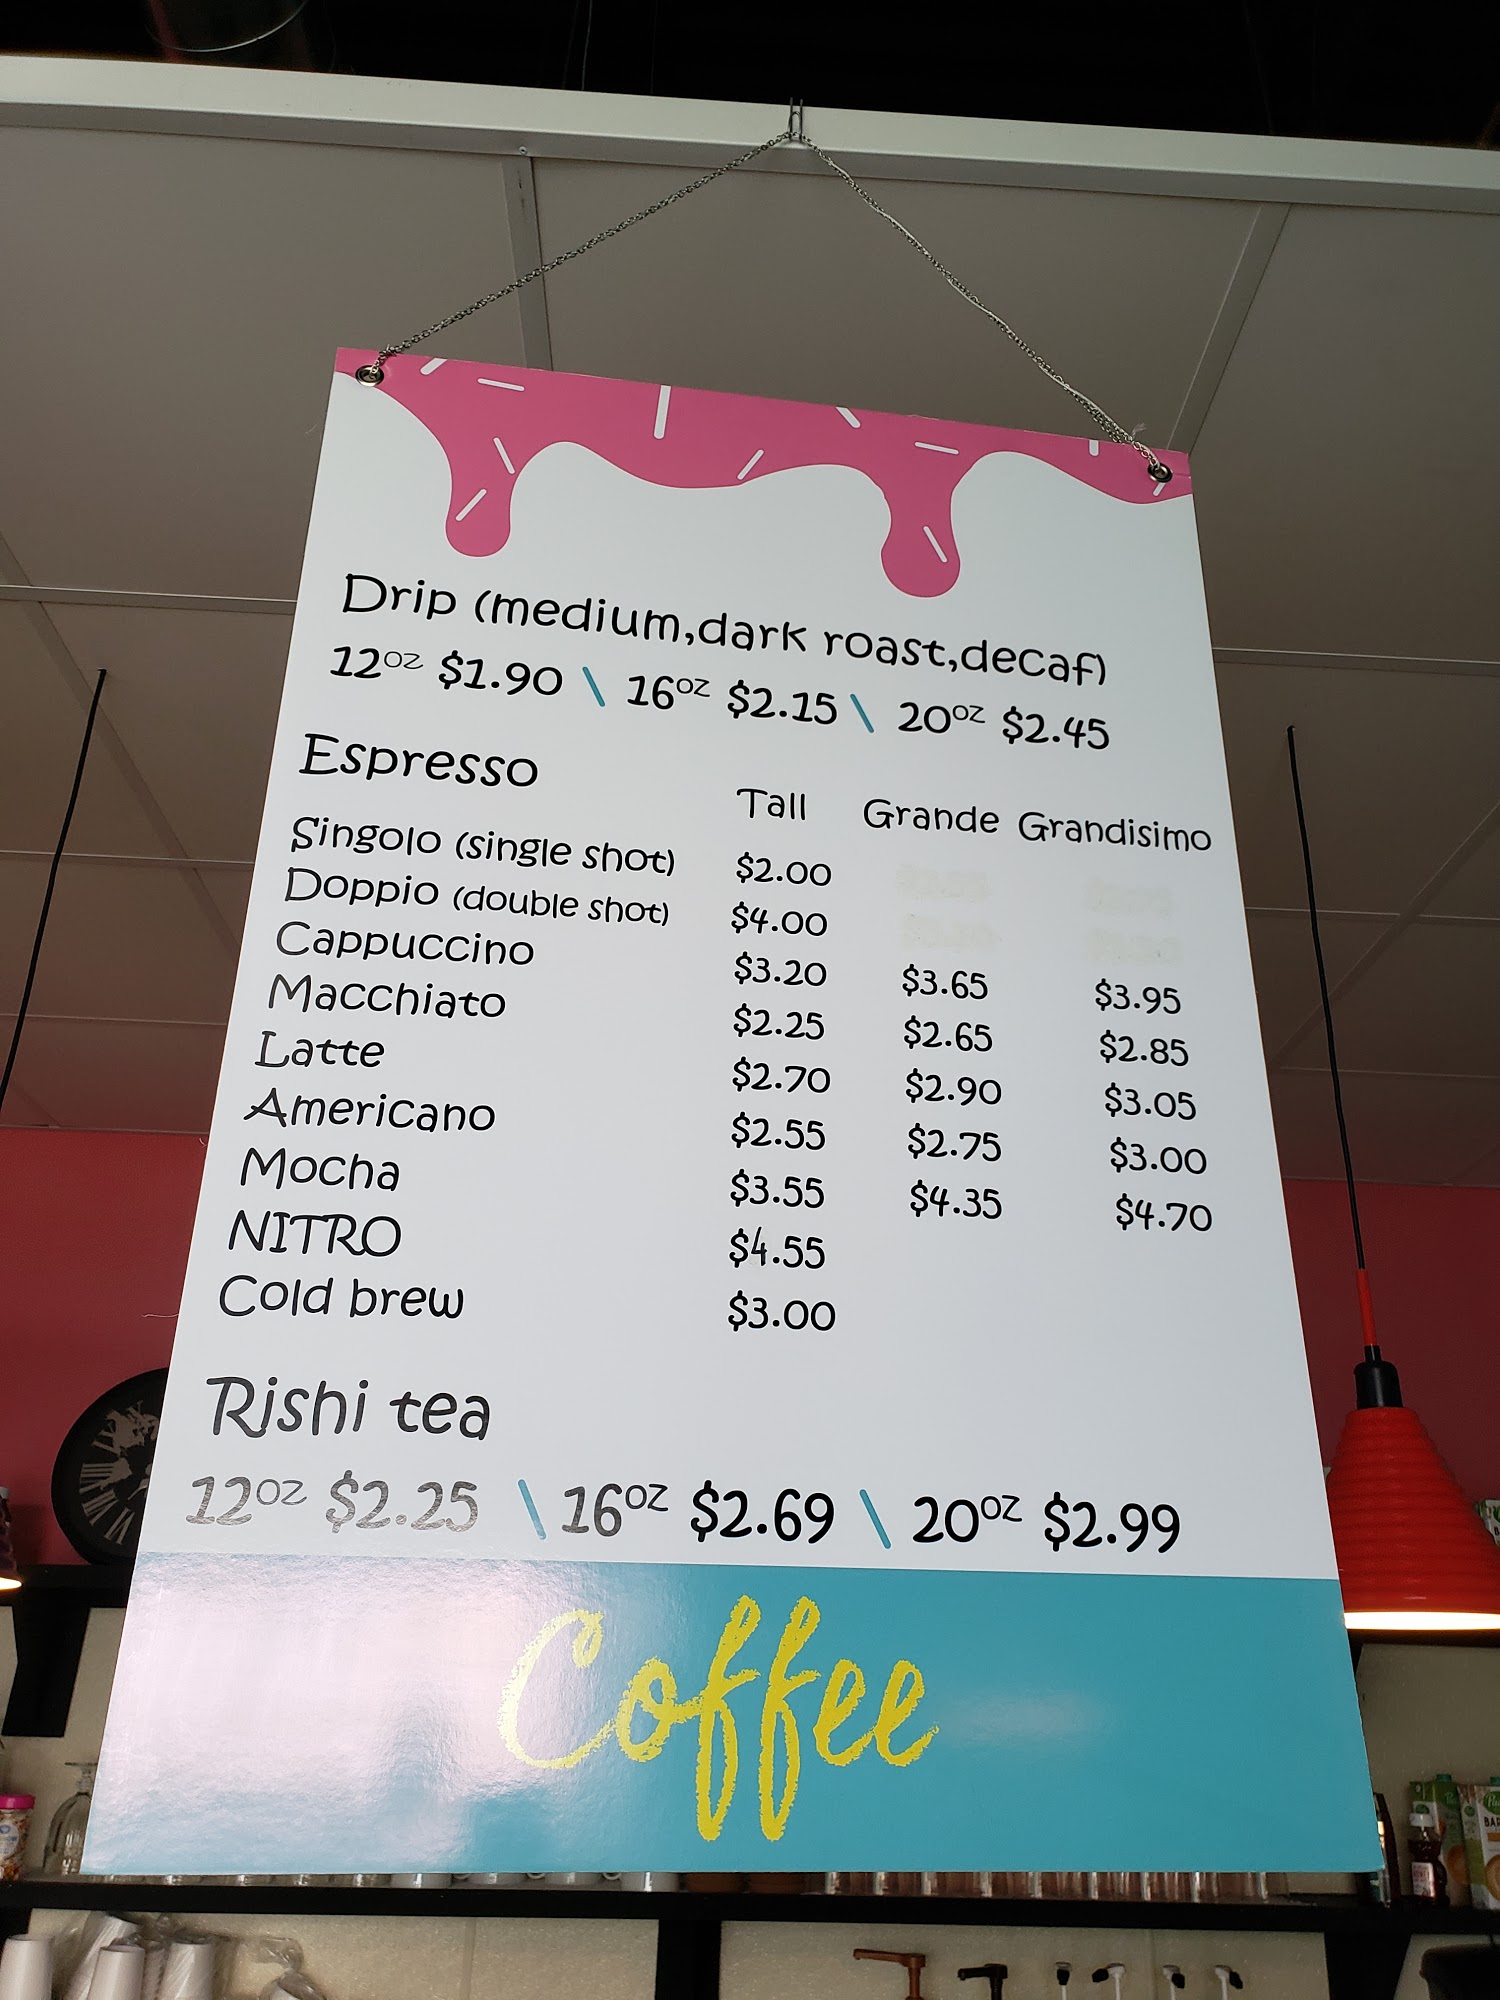 Drip (medium,dark roast,decaf)
12oz $1.90 \ 16oz $2.15 \ 20oz $2.45
Espresso Tall Grande Grandisimo
Singolo (single shot) $2.00
Doppio (double shot) $4.00
Cappuccino $3.20 $3.65 $3.95
Macchiato $2.25 $2.65 $2.85
Latte $2.70 $2.90 $3.05
Americano $2.55 $2.75 $3.00
Mocha $3.55 $4.35 $4.70
NITRO $4.55
Cold brew $3.00
Rishi tea
12oz $2.25 \ 16oz $2.69 \ 20oz $2.99
Coffee